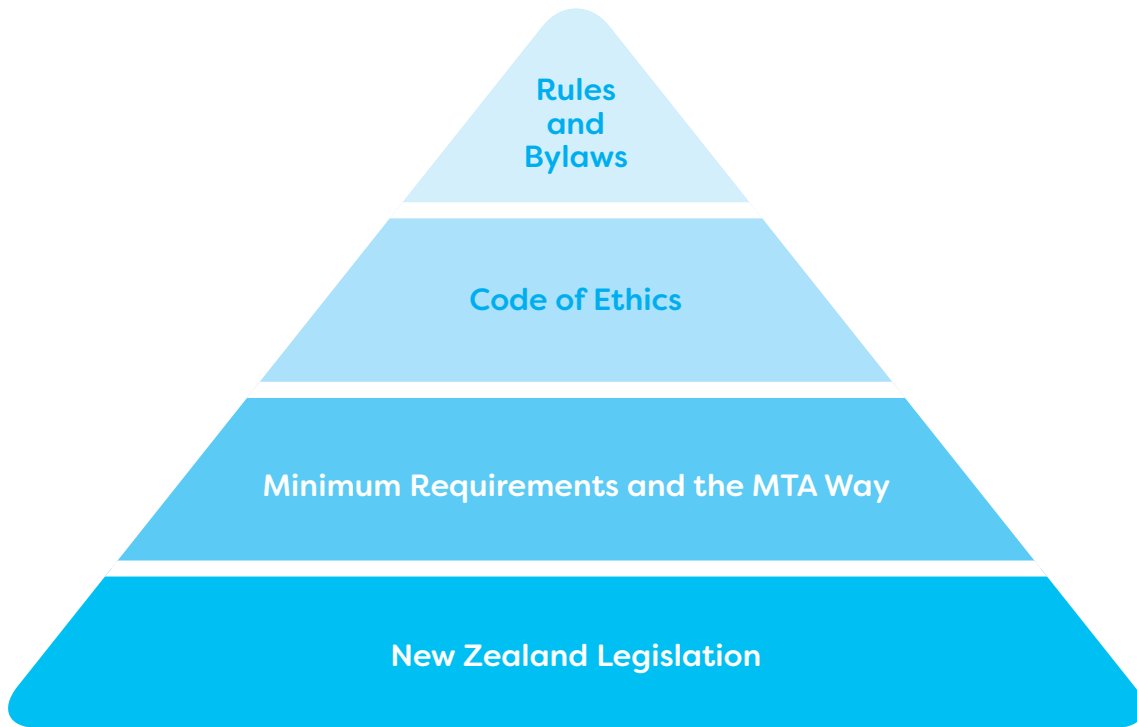 Rules
and
Bylaws
Code of Ethics
Minimum Requirements and the MTA Way
New Zealand Legislation